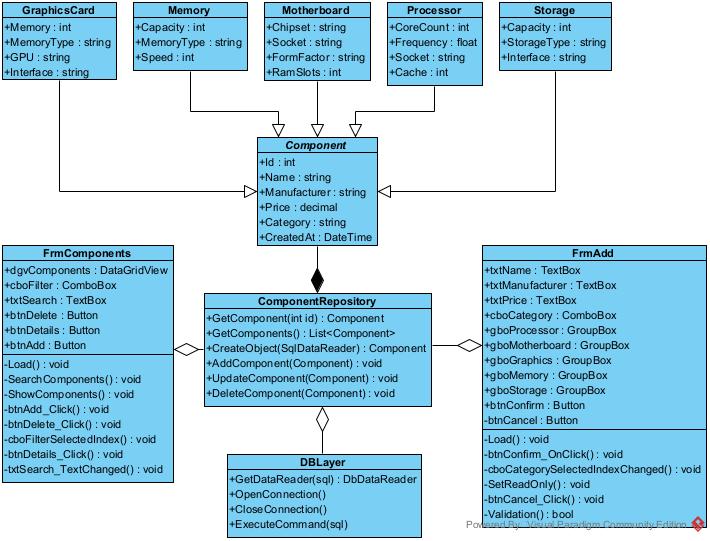 GraphicsCard
+Memory : int
+MemoryType : string
+GPU : string
+Interface : string
Memory
+Capacity : int
+MemoryType : string
+Speed : int
Motherboard
+Chipset : string
+Socket : string
+FormFactor : string
+RamSlots : int
Processor
+CoreCount : int
+Frequency : float
+Socket : string
+Cache : int
Storage
+Capacity : int
+StorageType : string
+Interface : string
Component
+Id : int
+Name : string
+Manufacturer : string
+Price : decimal
+Category : string
+CreatedAt : DateTime
FrmComponents
+dgvComponents : DataGridView
+cboFilter : ComboBox
+txtSearch : TextBox
+btnDelete : Button
+btnDetails : Button
+btnAdd : Button
-Load() : void
-SearchComponents() : void
-ShowComponents() : void
-btnAdd_Click() : void
-btnDelete_Click() : void
-cboFilterSelectedIndex() : void
-btnDetails_Click() : void
-txtSearch_TextChanged() : void
ComponentRepository
+GetComponent(int id) : Component
+GetComponents() : List<Component>
+CreateObject(SqlDataReader) : Component
+AddComponent(Component) : void
+UpdateComponent(Component) : void
+DeleteComponent(Component) : void
FrmAdd
+txtName : TextBox
+txtManufacturer : TextBox
+txtPrice : TextBox
+cboCategory : ComboBox
+gboProcessor : GroupBox
+gboMotherboard : GroupBox
+gboGraphics : GroupBox
+gboMemory : GroupBox
+gboStorage : GroupBox
+btnConfirm : Button
-btnCancel : Button
-Load() : void
-btnConfirm_OnClick() : void
-cboCategorySelectedIndexChanged() : void
-SetReadOnly() : void
-btnCancel_Click() : void
-Validation() : bool
DBLayer
+GetDataReader(sql) : DbDataReader
+OpenConnection()
+CloseConnection()
+ExecuteCommand(sql)
Powered By Visual Paradigm Community Edition